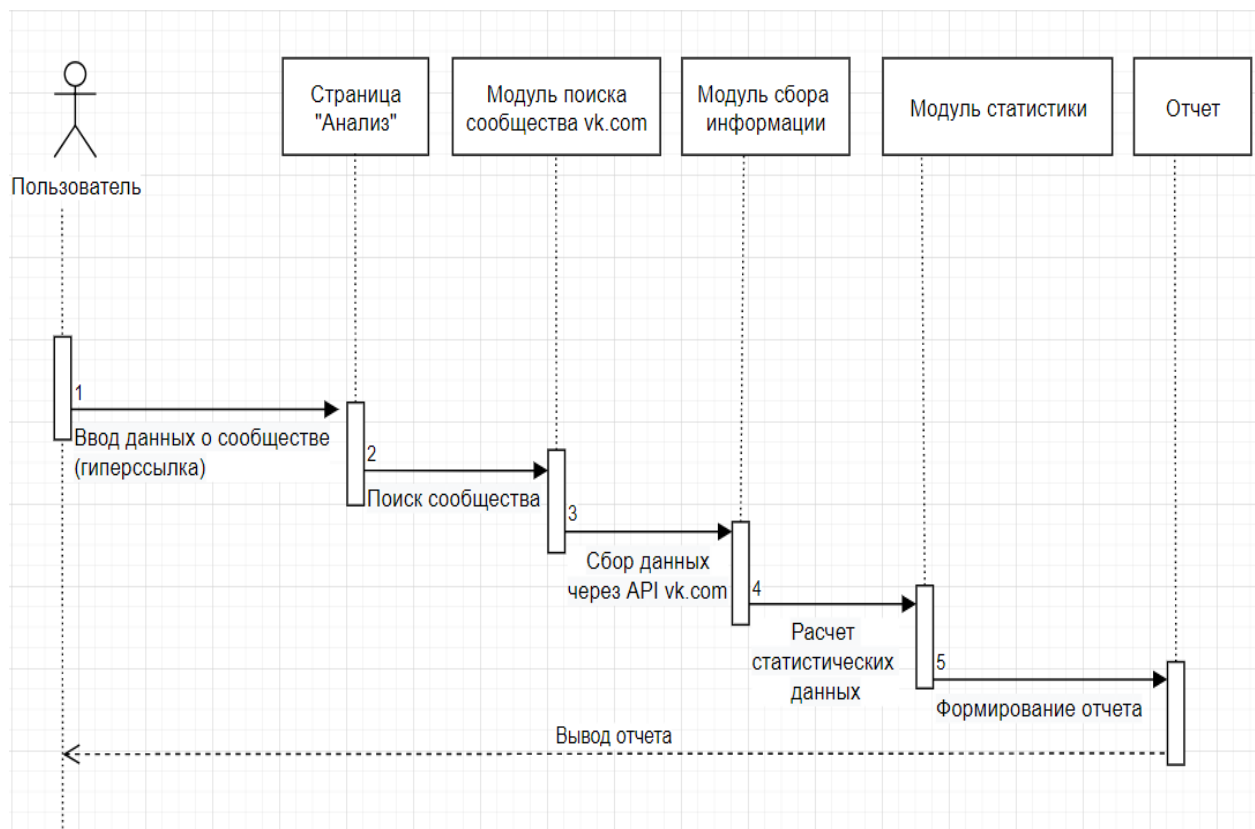 Страница
"Анализ"
Модуль поиска
сообщества vk.com
Модуль сбора
информации
Модуль статистики
Отчет
Пользователь
1
Ввод данных о сообществе
(гиперссылка)
2
Поиск сообщества
3
Сбор данных
через API vk.com
4
Расчет
статистических
данных
5
Формирование отчета
Вывод отчета